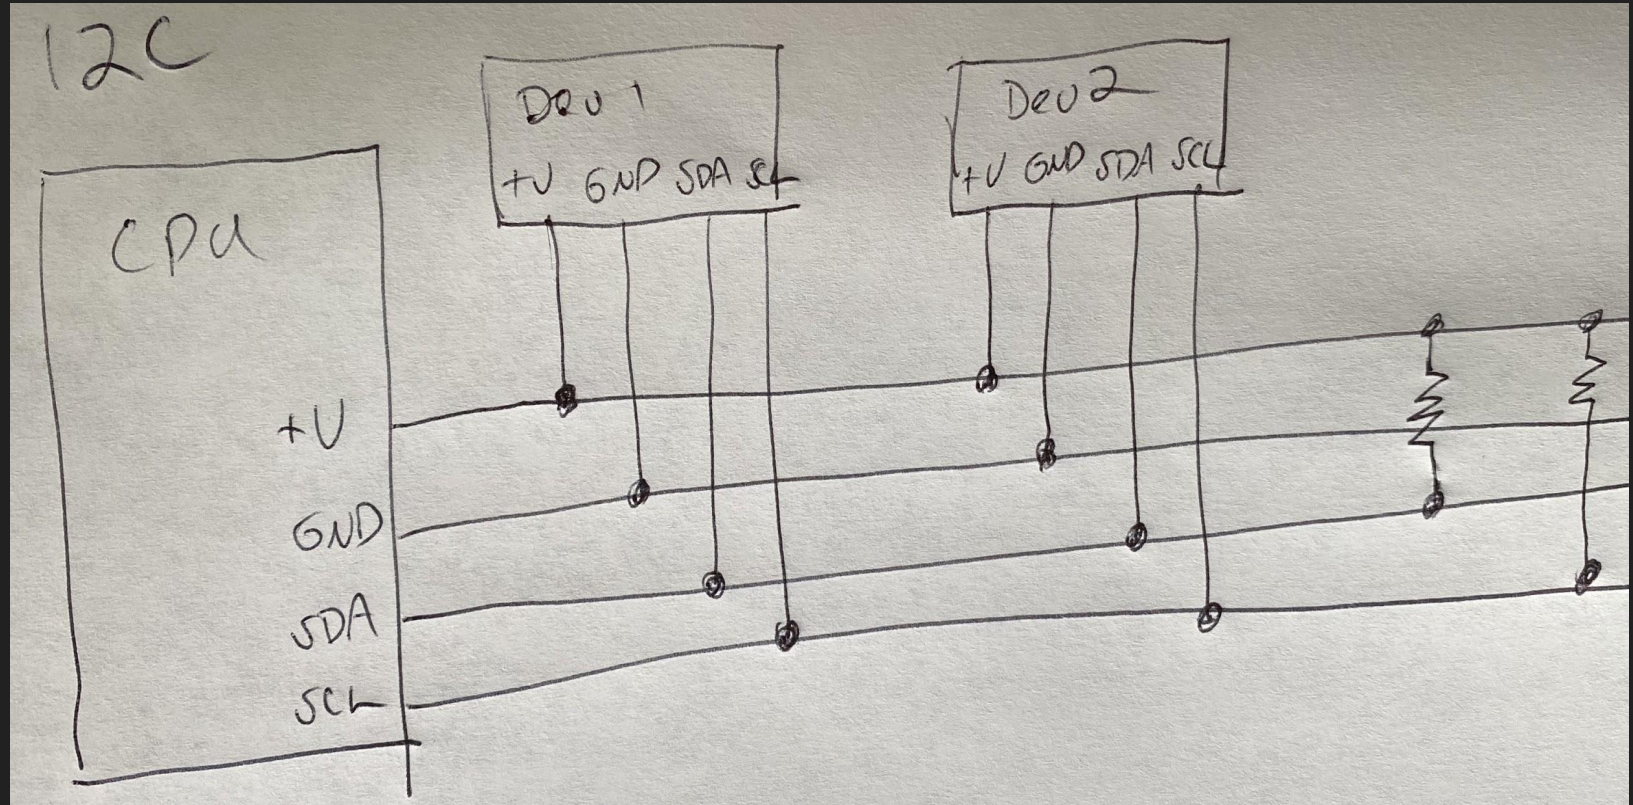 I2C
Dev 1
+V GND SDA SCL
Dev 2
+V GND SDA SCL
CPU
+V
GND
SDA
SCL